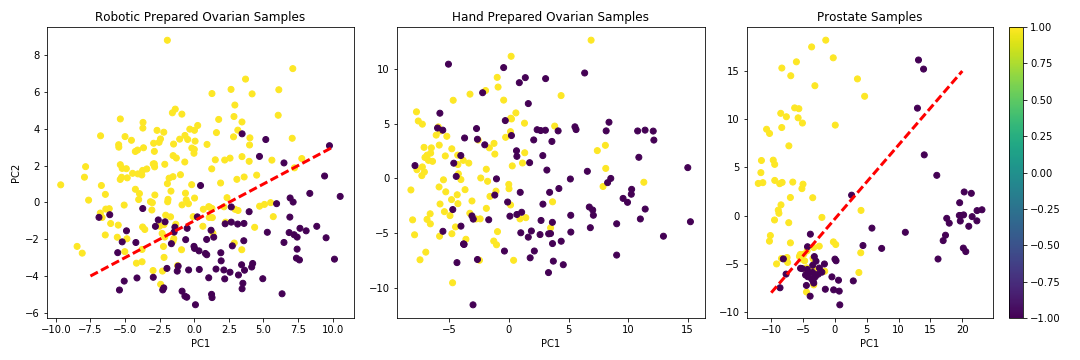 Robotic Prepared Ovarian Samples
Hand Prepared Ovarian Samples
Prostate Samples
8
6
4
2
0
−2
−4
−6
PC2
−10.0 −7.5 −5.0 −2.5 0.0 2.5 5.0 7.5 10.0
PC1
10
5
0
−5
−10
−5 0 5 10 15
PC1
15
10
5
0
−5
−10
−10 −5 0 5 10 15 20
PC1
1.00
0.75
0.50
0.25
0.00
−0.25
−0.50
−0.75
−1.00